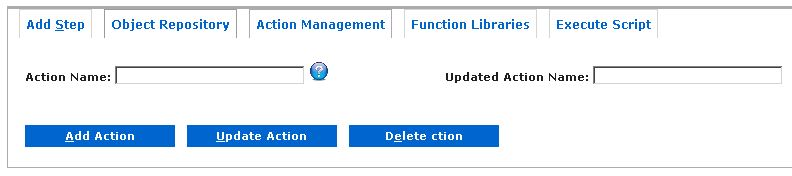 Add Step Object Repository Action Management Function Libraries Execute Script
Action Name: ? Updated Action Name:
Add Action Update Action Delete ction